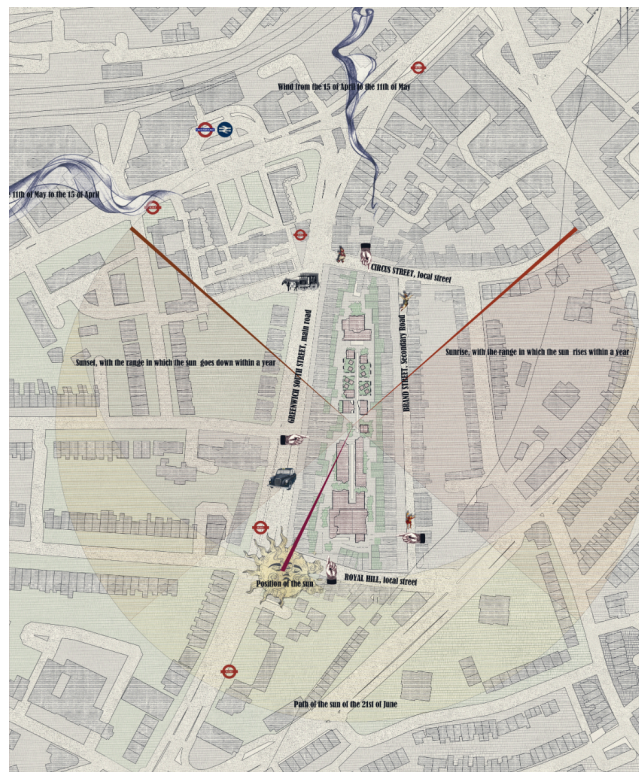 Wind from the 15 of April to the 11th of May
11th of May to the 15 of April
CIRCUS STREET, local street
GREENWICH SOUTH STREET, main road
BRAND STREET, Secondary Road
Sunset, with the range in which the sun goes down within a year
Sunrise, with the range in which the sun rises within a year
Position of the sun
ROYAL HILL, local street
Path of the sun of the 21st of June